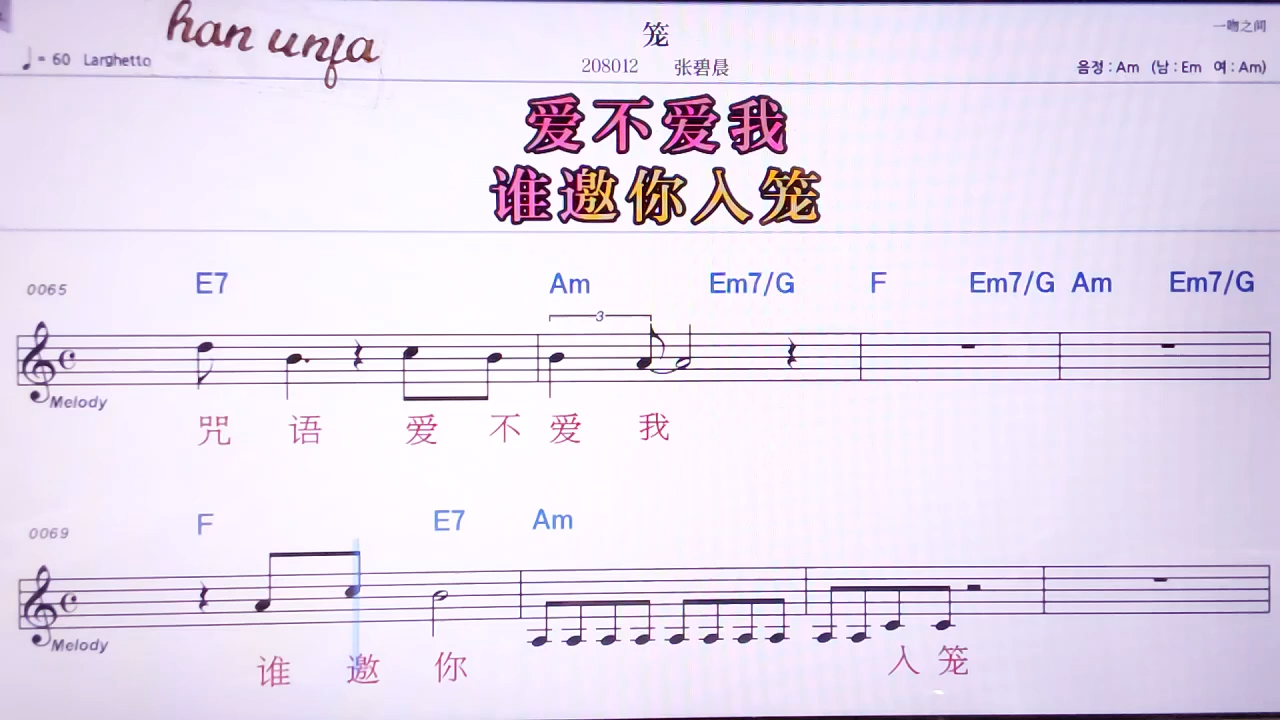 han unfa
笼
一吻之间
♩= 60 Larghetto
208012 张碧晨
음정 : Am (남 : Em 여 : Am)
爱不爱我
谁邀你入笼
0065 E7 Am Em7/G F Em7/G Am Em7/G
3
Melody
咒 语 爱 不 爱 我
0069 F E7 Am
Melody
谁 邀 你 入 笼